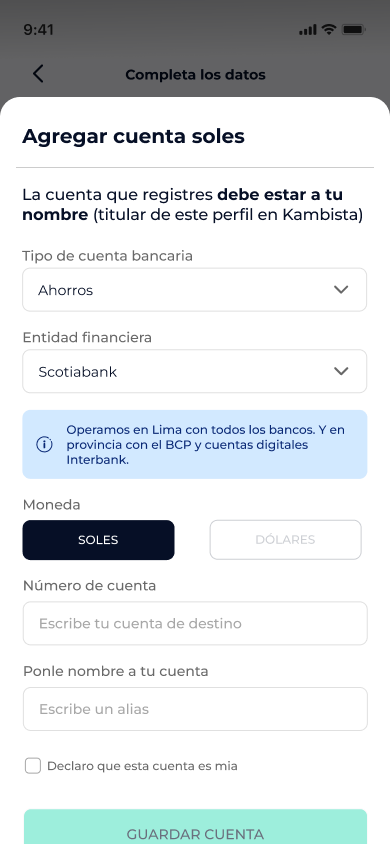 9:41
Completa los datos
Agregar cuenta soles
La cuenta que registres debe estar a tu
nombre (titular de este perfil en Kambista)
Tipo de cuenta bancaria
Ahorros
Entidad financiera
Scotiabank
Operamos en Lima con todos los bancos. Y en
provincia con el BCP y cuentas digitales
Interbank.
Moneda
SOLES
DÓLARES
Número de cuenta
Escribe tu cuenta de destino
Ponle nombre a tu cuenta
Escribe un alias
Declaro que esta cuenta es mia
GUARDAR CUENTA